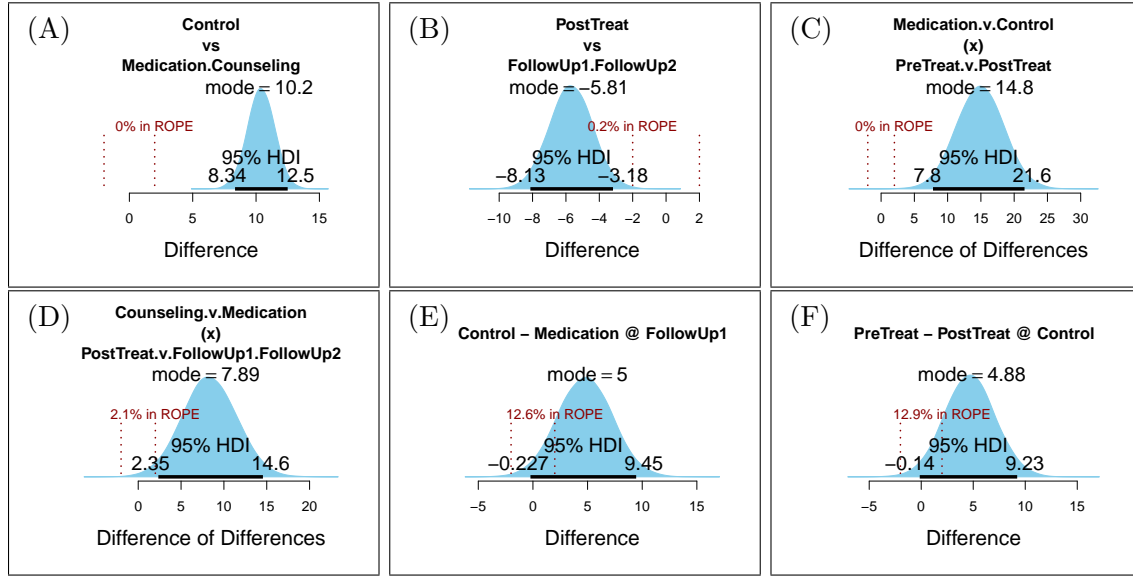 (A)
Control
vs
Medication.Counseling
mode = 10.2
0% in ROPE
95% HDI
8.34 12.5
0 5 10 15
Difference
(B)
PostTreat
vs
FollowUp1.FollowUp2
mode = −5.81
0.2% in ROPE
95% HDI
−8.13 −3.18
−10 −8 −6 −4 −2 0 2
Difference
(C)
Medication.v.Control
(x)
PreTreat.v.PostTreat
mode = 14.8
0% in ROPE
95% HDI
7.8 21.6
0 5 10 15 20 25 30
Difference of Differences
(D)
Counseling.v.Medication
(x)
PostTreat.v.FollowUp1.FollowUp2
mode = 7.89
2.1% in ROPE
95% HDI
2.35 14.6
0 5 10 15 20
Difference of Differences
(E)
Control − Medication @ FollowUp1
mode = 5
12.6% in ROPE
95% HDI
−0.227 9.45
−5 0 5 10 15
Difference
(F)
PreTreat − PostTreat @ Control
mode = 4.88
12.9% in ROPE
95% HDI
−0.14 9.23
−5 0 5 10 15
Difference